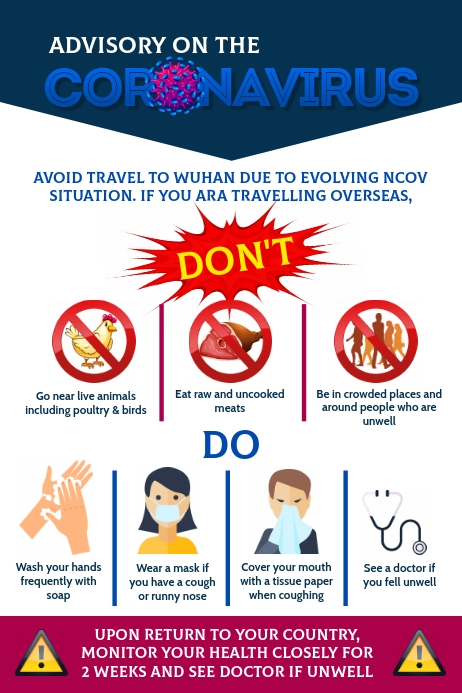 ADVISORY ON THE
CORONAVIRUS
AVOID TRAVEL TO WUHAN DUE TO EVOLVING NCOV
SITUATION. IF YOU ARA TRAVELLING OVERSEAS,
DON'T
Go near live animals
including poultry & birds
Eat raw and uncooked
meats
Be in crowded places and
around people who are
unwell
DO
Wash your hands
frequently with
soap
Wear a mask if
you have a cough
or runny nose
Cover your mouth
with a tissue paper
when coughing
See a doctor if
you fell unwell
UPON RETURN TO YOUR COUNTRY,
MONITOR YOUR HEALTH CLOSELY FOR
2 WEEKS AND SEE DOCTOR IF UNWELL